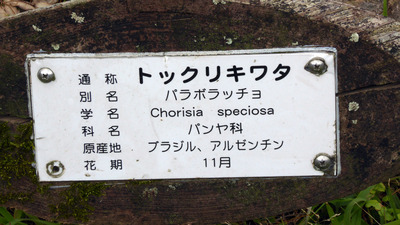 通称 トックリキワタ
別名 パラボラッチョ
学名 Chorisia speciosa
科名 パンヤ科
原産地 ブラジル、アルゼンチン
花期 11月